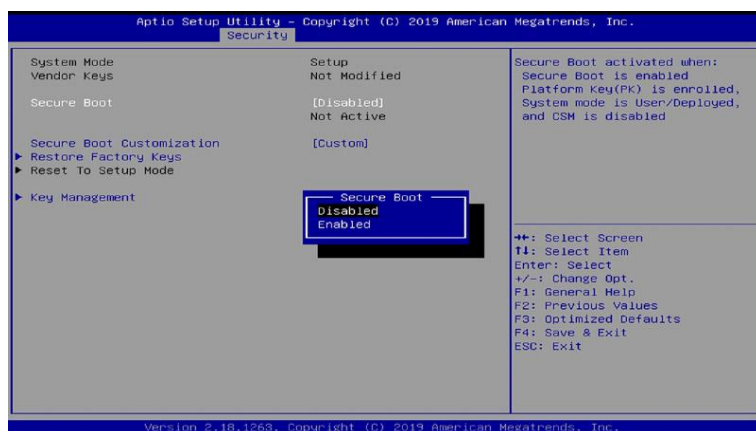 Aptio Setup Utility – Copyright (C) 2019 American Megatrends, Inc.
Security
System Mode Setup
Vendor Keys Not Modified
Secure Boot [Disabled]
Not Active
Secure Boot Customization [Custom]
▶ Restore Factory Keys
▶ Reset To Setup Mode
▶ Key Management
Secure Boot
Disabled
Enabled
Secure Boot activated when:
Secure Boot is enabled
Platform Key(PK) is enrolled,
System mode is User/Deployed,
and CSM is disabled
→←: Select Screen
↑↓: Select Item
Enter: Select
+/-: Change Opt.
F1: General Help
F2: Previous Values
F3: Optimized Defaults
F4: Save & Exit
ESC: Exit
Version 2.18.1263. Copyright (C) 2019 American Megatrends, Inc.